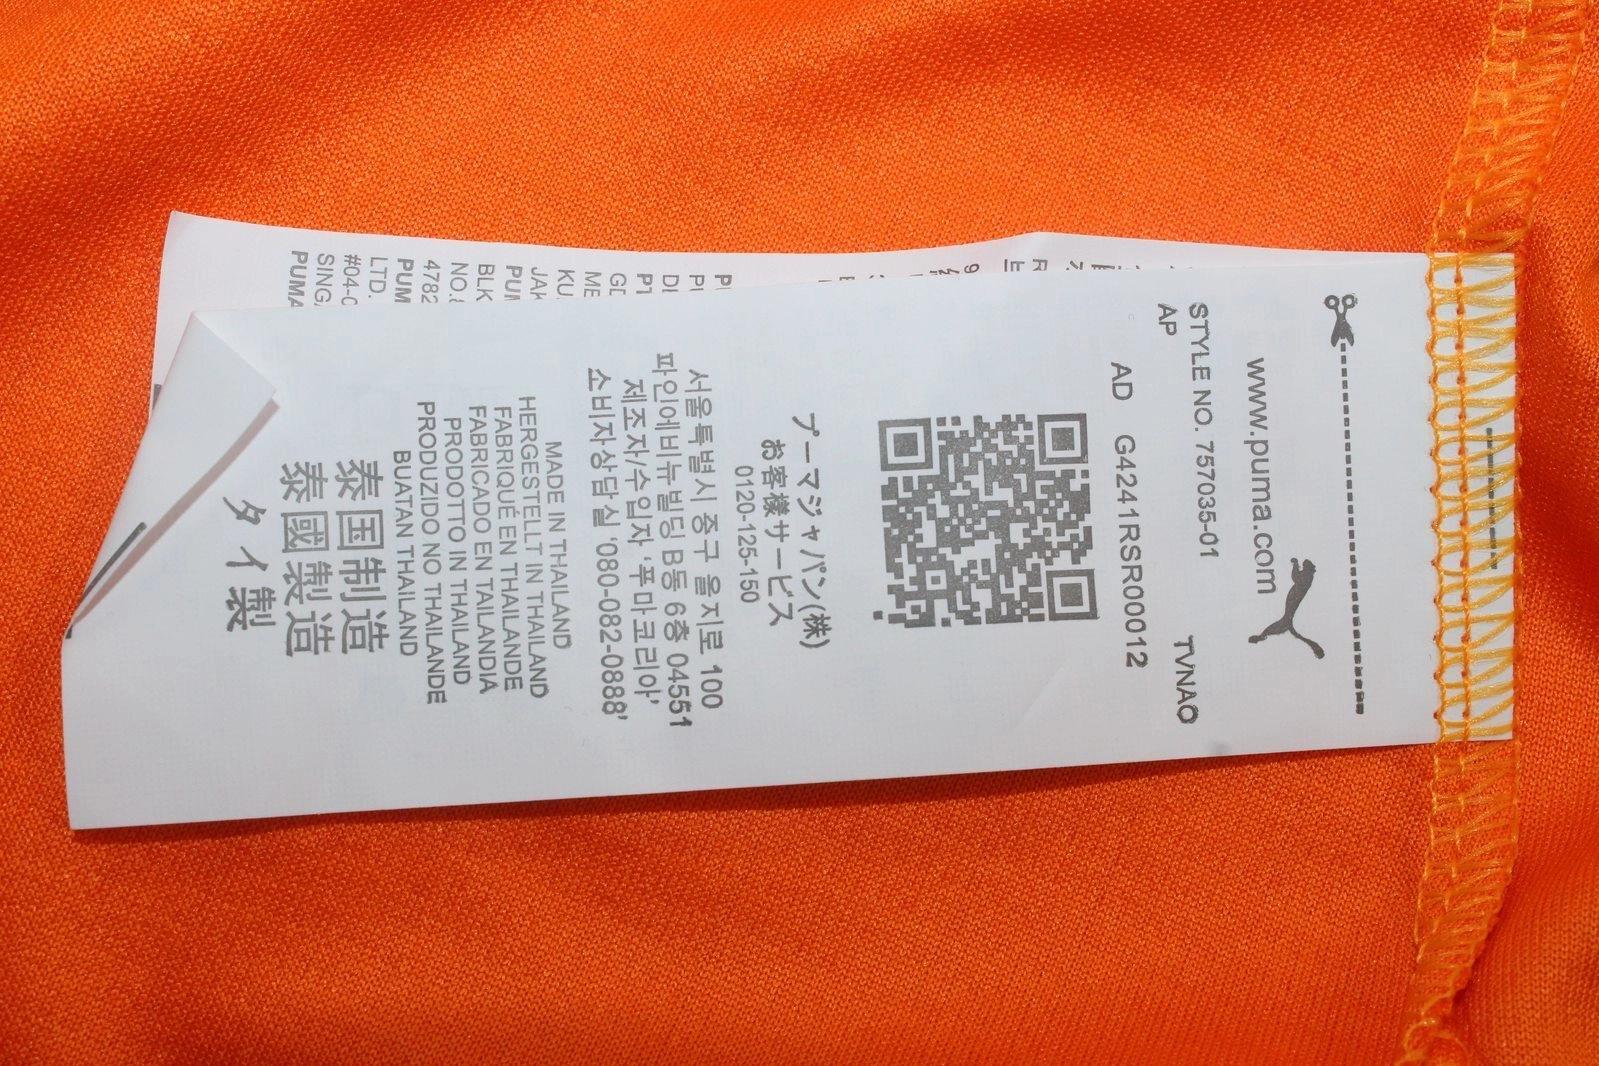 www.puma.com
STYLE NO. 757035-01 TVNAO
AP
AD G4241RSR00012
プーマジャパン(株)
お客様サービス
0120-125-150
서울특별시 중구 을지로 100
파인애비뉴빌딩 B동 6층 04551
제조자/수입자 '푸마코리아'
소비자상담실 '080-082-0888'
MADE IN THAILAND
HERGESTELLT IN THAILAND
FABRIQUÉ EN THAILANDE
FABRICADO EN TAILANDIA
PRODOTTO IN THAILAND
PRODUZIDO NO THAILANDE
BUATAN THAILAND
泰国制造
泰國製造
タイ製
BLK
LTD.
PUMA